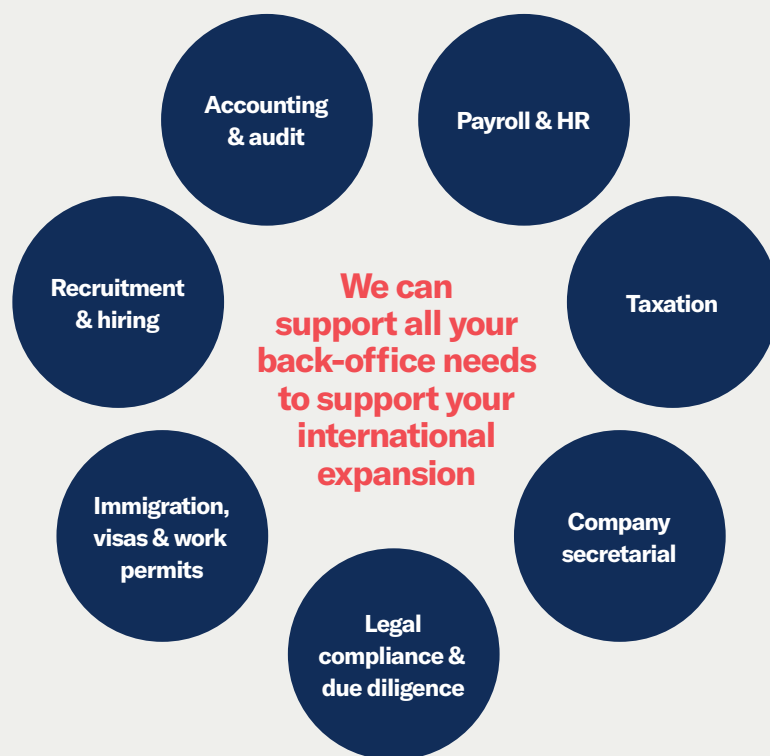 Accounting
& audit
Payroll & HR
Recruitment
& hiring
Taxation
We can
support all your
back-office needs
to support your
international
expansion
Immigration,
visas & work
permits
Company
secretarial
Legal
compliance &
due diligence